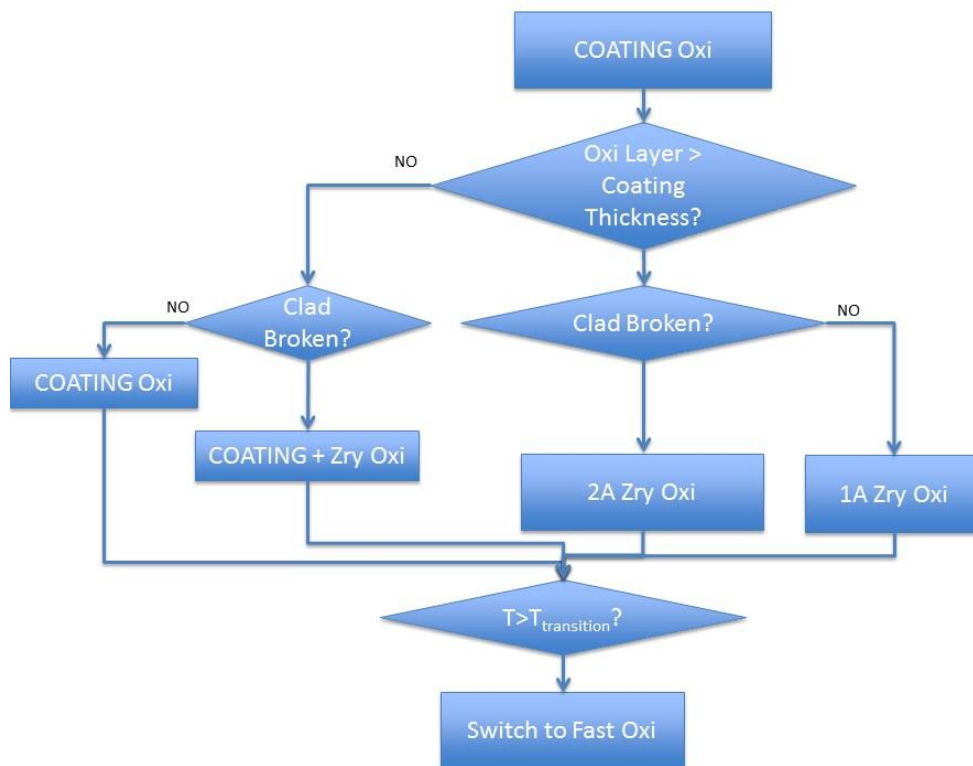 COATING Oxi
NO
Oxi Layer >
Coating
Thickness?
NO
Clad
Broken?
Clad Broken?
NO
COATING Oxi
COATING + Zry Oxi
2A Zry Oxi
1A Zry Oxi
T>Ttransition?
Switch to Fast Oxi